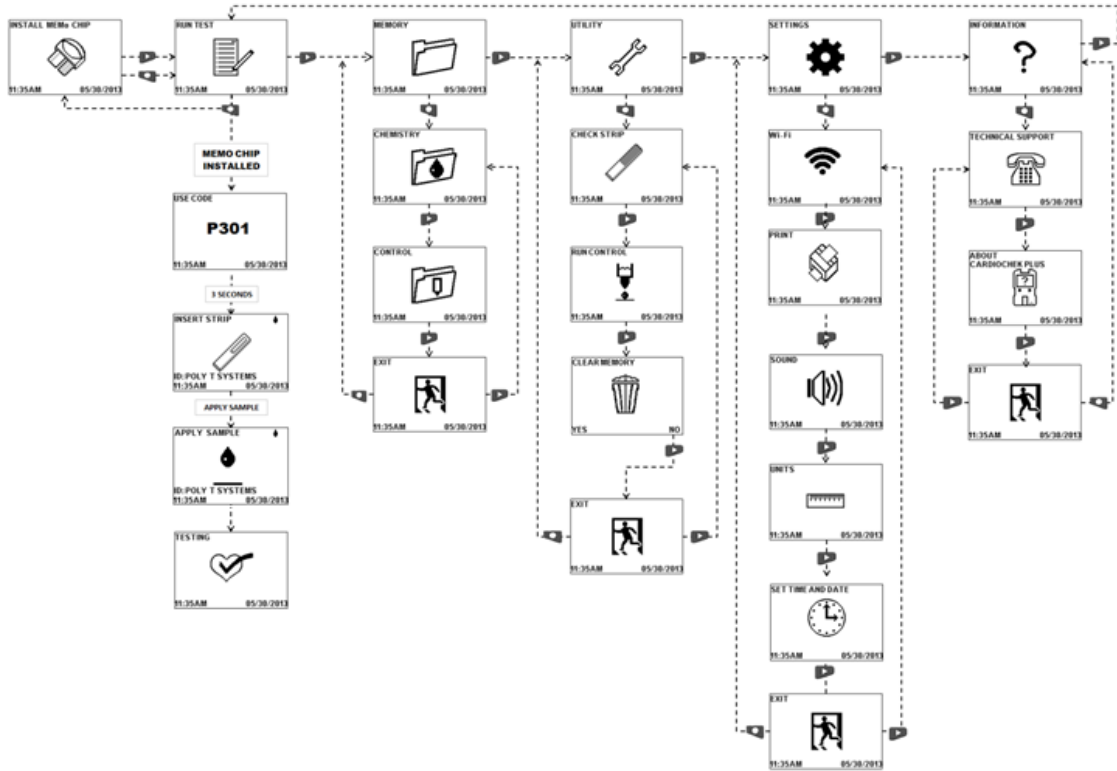 INSTALL MEMo CHIP
11:35AM 05/30/2013
RUN TEST
11:35AM 05/30/2013
MEMO CHIP
INSTALLED
USE CODE
P301
11:35AM 05/30/2013
3 SECONDS
INSERT STRIP
ID:POLY T SYSTEMS
11:35AM 05/30/2013
APPLY SAMPLE
APPLY SAMPLE
ID:POLY T SYSTEMS
11:35AM 05/30/2013
TESTING
11:35AM 05/30/2013
MEMORY
11:35AM 05/30/2013
CHEMISTRY
11:35AM 05/30/2013
CONTROL
11:35AM 05/30/2013
EXIT
11:35AM 05/30/2013
UTILITY
11:35AM 05/30/2013
CHECK STRIP
11:35AM 05/30/2013
RUN CONTROL
11:35AM 05/30/2013
CLEAR MEMORY
YES NO
11:35AM 05/30/2013
EXIT
11:35AM 05/30/2013
SETTINGS
11:35AM 05/30/2013
Wi-Fi
11:35AM 05/30/2013
PRINT
11:35AM 05/30/2013
SOUND
11:35AM 05/30/2013
UNITS
11:35AM 05/30/2013
SET TIME AND DATE
11:35AM 05/30/2013
EXIT
11:35AM 05/30/2013
INFORMATION
?
11:35AM 05/30/2013
TECHNICAL SUPPORT
11:35AM 05/30/2013
ABOUT
CARDIOCHEK PLUS
?
11:35AM 05/30/2013
EXIT
11:35AM 05/30/2013